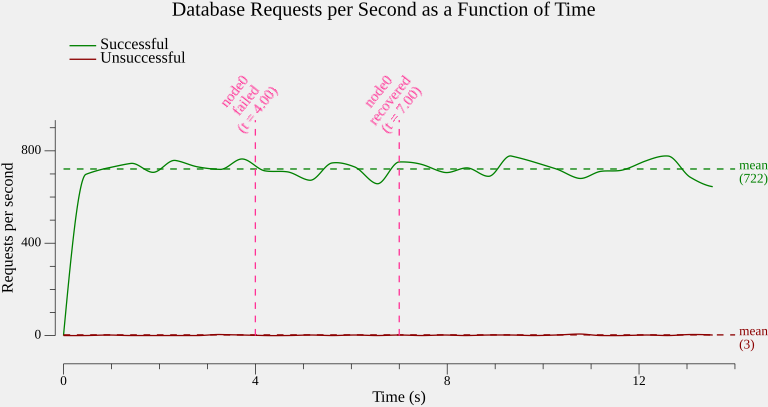 Database Requests per Second as a Function of Time
Successful
Unsuccessful
node0
failed
(t = 4.00)
node0
recovered
(t = 7.00)
Requests per second
800
400
0
mean
(722)
mean
(3)
0
4
8
12
Time (s)